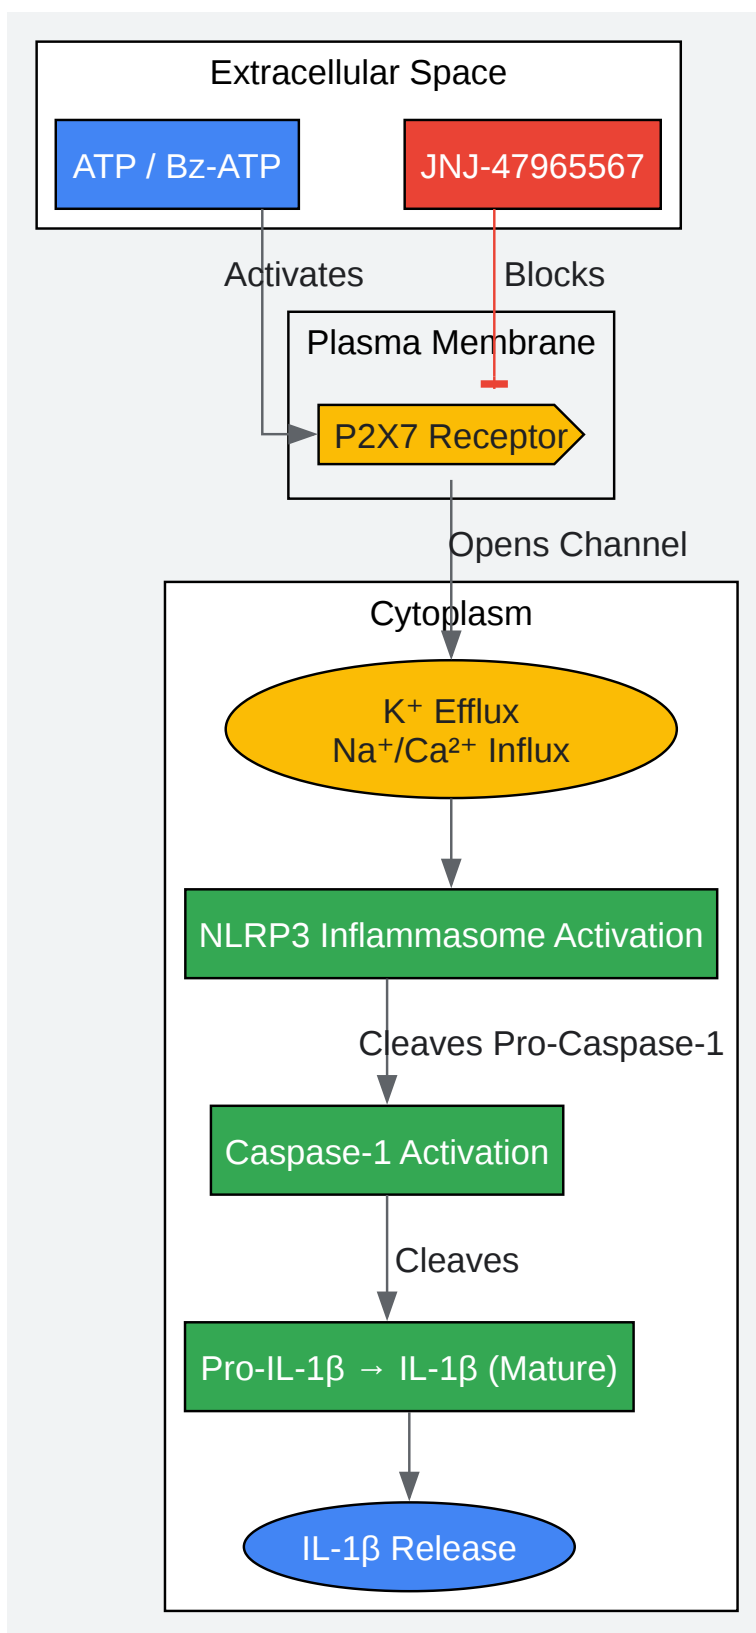 Extracellular Space
ATP / Bz-ATP
JNJ-47965567
Activates
Blocks
Plasma Membrane
P2X7 Receptor
Opens Channel
Cytoplasm
K⁺ Efflux
Na⁺/Ca²⁺ Influx
NLRP3 Inflammasome Activation
Cleaves Pro-Caspase-1
Caspase-1 Activation
Cleaves
Pro-IL-1β → IL-1β (Mature)
IL-1β Release